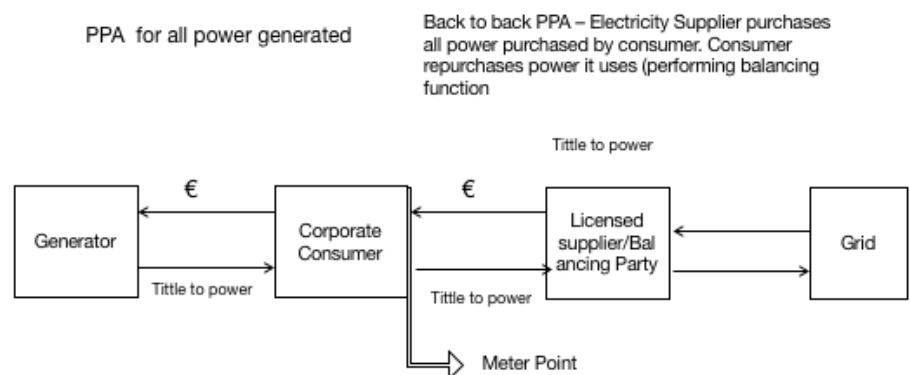 PPA for all power generated
Back to back PPA – Electricity Supplier purchases
all power purchased by consumer. Consumer
repurchases power it uses (performing balancing
function
Tittle to power
€
€
Generator
Corporate
Consumer
Licensed
supplier/Bal
ancing Party
Grid
Tittle to power
Tittle to power
Meter Point